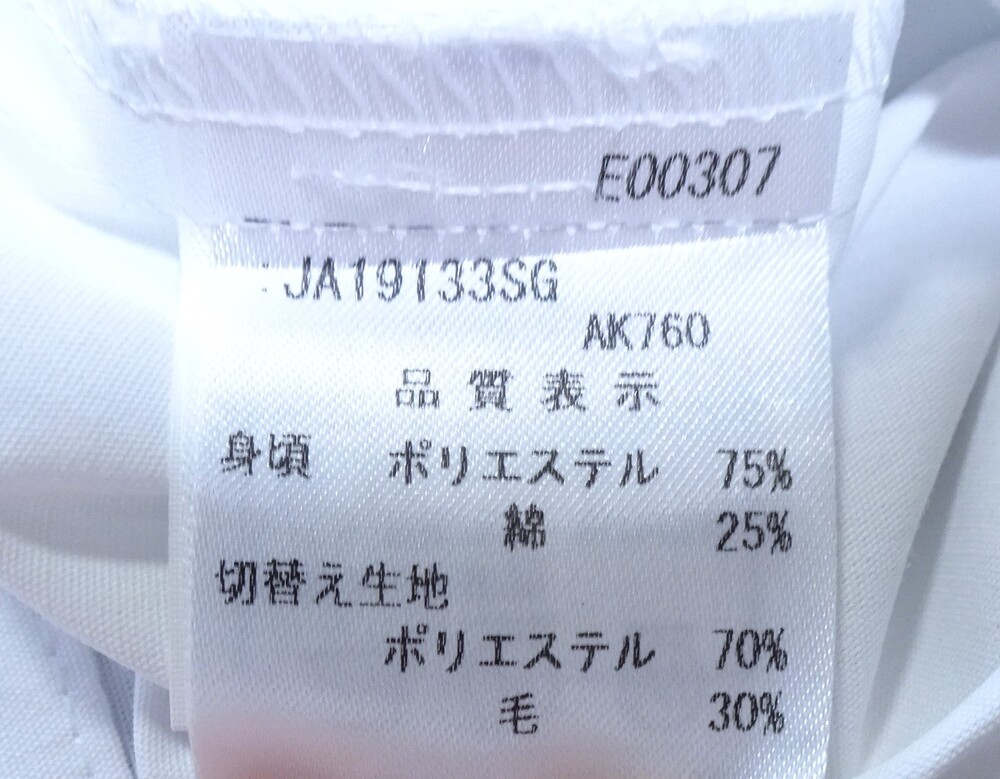 E00307
JA19133SG
AK760
品質表示
身頃 ポリエステル 75%
綿 25%
切替え生地
ポリエステル 70%
毛 30%